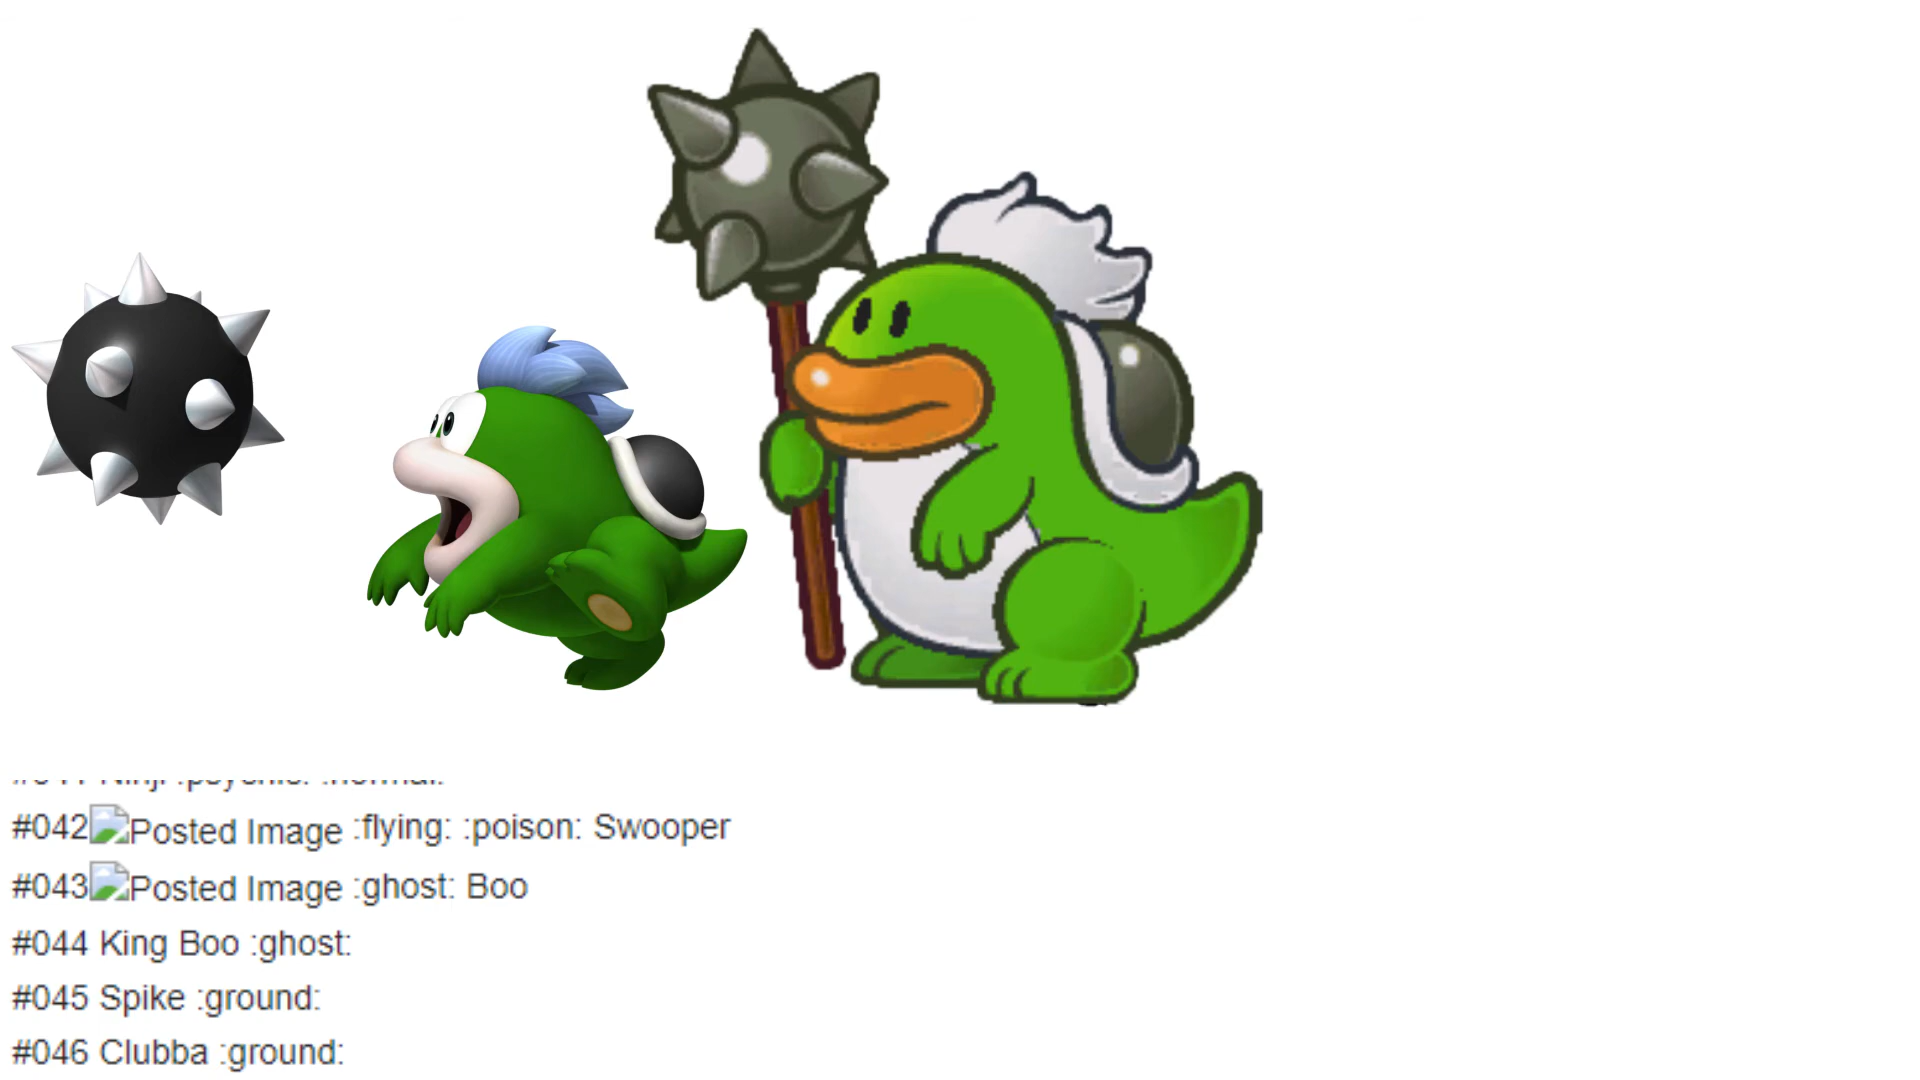 #042 Posted Image :flying: :poison: Swooper
#043 Posted Image :ghost: Boo
#044 King Boo :ghost:
#045 Spike :ground:
#046 Clubba :ground: